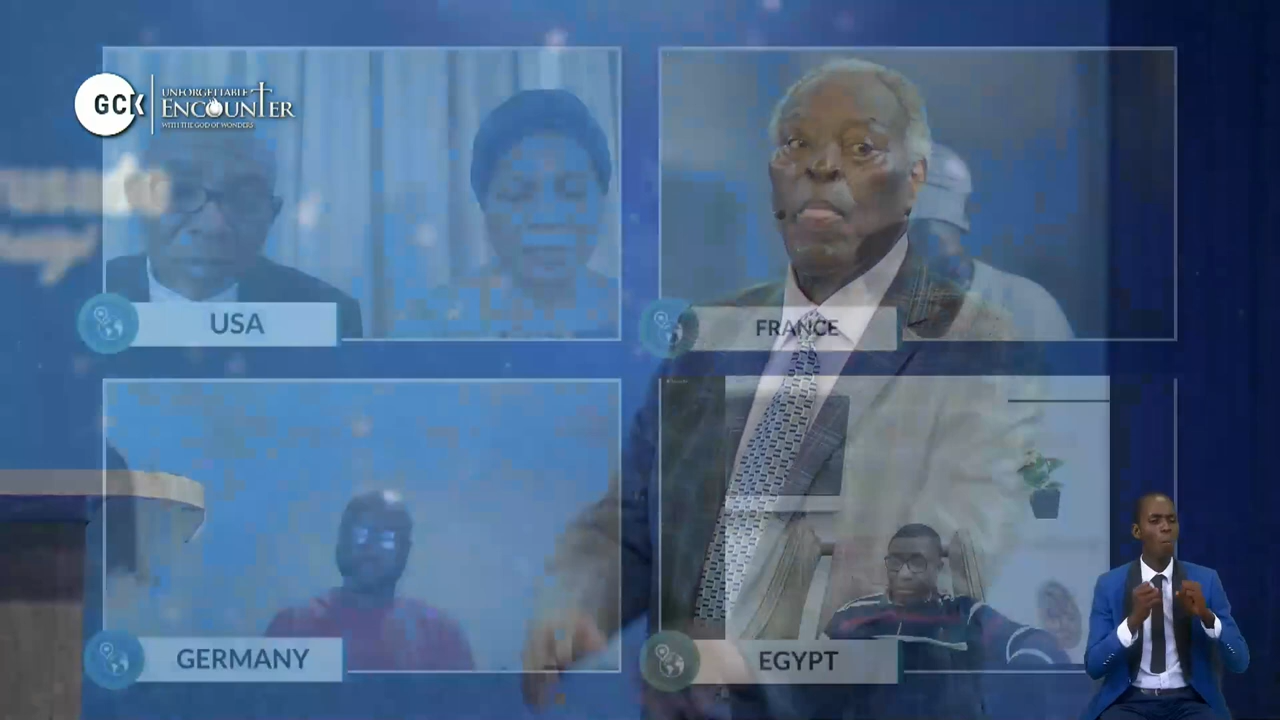 GCK
UNFORGETTABLE
ENCOUNTER
WITH THE GOD OF WONDERS
USA
FRANCE
GERMANY
EGYPT